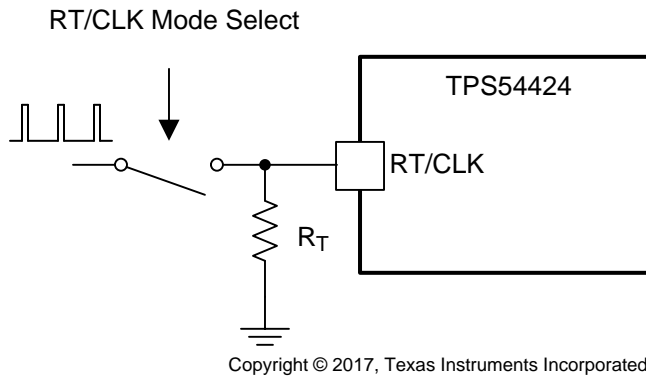 RT/CLK Mode Select
TPS54424
RT/CLK
RT
Copyright © 2017, Texas Instruments Incorporated